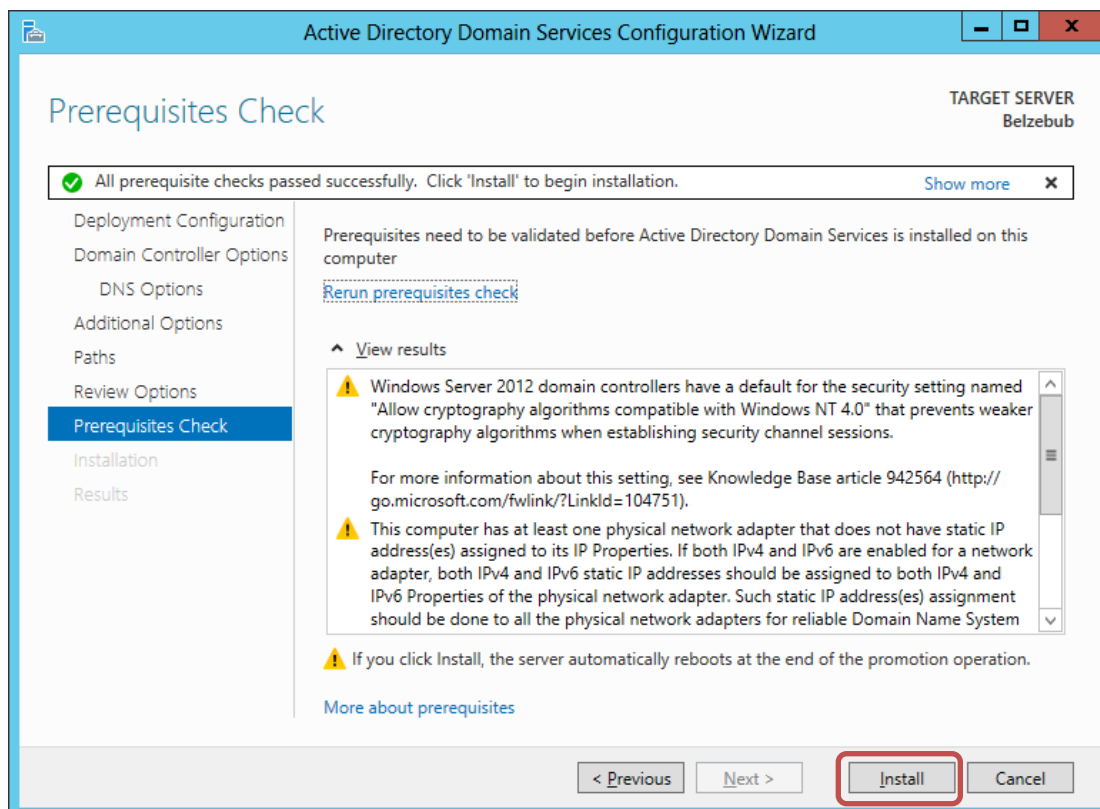 Active Directory Domain Services Configuration Wizard
Prerequisites Check
TARGET SERVER
Belzebub
All prerequisite checks passed successfully. Click 'Install' to begin installation.
Show more
Deployment Configuration
Domain Controller Options
DNS Options
Additional Options
Paths
Review Options
Prerequisites Check
Installation
Results
Prerequisites need to be validated before Active Directory Domain Services is installed on this
computer
Rerun prerequisites check
View results
Windows Server 2012 domain controllers have a default for the security setting named
"Allow cryptography algorithms compatible with Windows NT 4.0" that prevents weaker
cryptography algorithms when establishing security channel sessions.
For more information about this setting, see Knowledge Base article 942564 (http://
go.microsoft.com/fwlink/?LinkId=104751).
This computer has at least one physical network adapter that does not have static IP
address(es) assigned to its IP Properties. If both IPv4 and IPv6 are enabled for a network
adapter, both IPv4 and IPv6 static IP addresses should be assigned to both IPv4 and
IPv6 Properties of the physical network adapter. Such static IP address(es) assignment
should be done to all the physical network adapters for reliable Domain Name System
If you click Install, the server automatically reboots at the end of the promotion operation.
More about prerequisites
< Previous
Next >
Install
Cancel